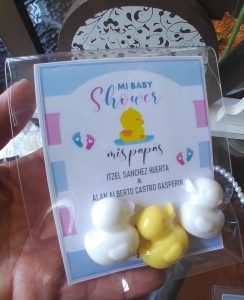 MI BABY
Shower
mis papás
ITZEL SANCHEZ HUERTA
&
ALAN ALBERTO CASTRO GASPERIN